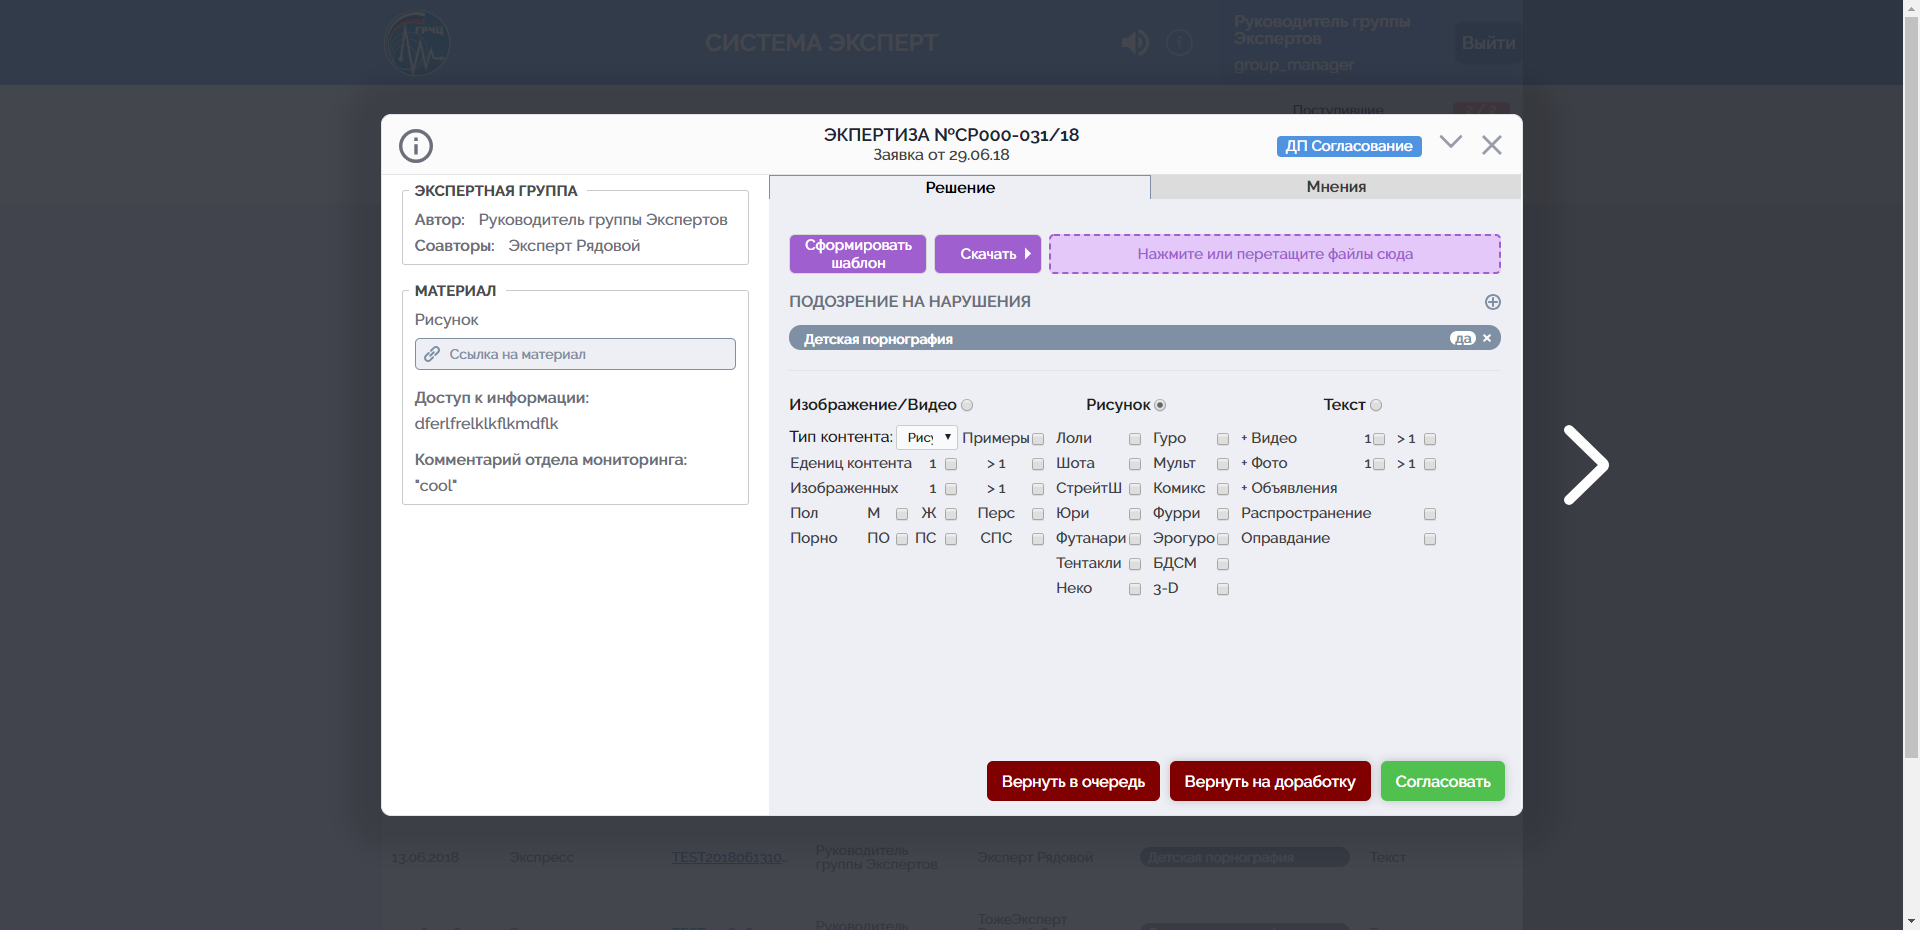 ГРЧЦ
СИСТЕМА ЭКСПЕРТ
Руководитель группы
Экспертов
group_manager
Выйти
Поступившие
ЭКПЕРТИЗА №СР000-031/18
Заявка от 29.06.18
ДП Согласование
ЭКСПЕРТНАЯ ГРУППА
Автор: Руководитель группы Экспертов
Соавторы: Эксперт Рядовой
МАТЕРИАЛ
Рисунок
Ссылка на материал
Доступ к информации:
dferlfrelklkflkmdflk
Комментарий отдела мониторинга:
"cool"
Решение
Мнения
Сформировать
шаблон
Скачать
Нажмите или перетащите файлы сюда
ПОДОЗРЕНИЕ НА НАРУШЕНИЯ
Детская порнография да
Изображение/Видео Рисунок Текст
Тип контента: Рису Примеры Лоли Гуро + Видео 1 > 1
Едениц контента 1 > 1 Шота Мульт + Фото 1 > 1
Изображенных 1 > 1 СтрейтШ Комикс + Объявления
Пол М Ж Перс Юри Фурри Распространение
Порно ПО ПС СПС Футанари Эрогуро Оправдание
Тентакли БДСМ
Неко 3-D
Вернуть в очередь Вернуть на доработку Согласовать
13.06.2018 Экспресс TEST2018061310... Руководитель
группы Экспертов Эксперт Рядовой Детская порнография Текст
ТожеЭксперт
Руководитель